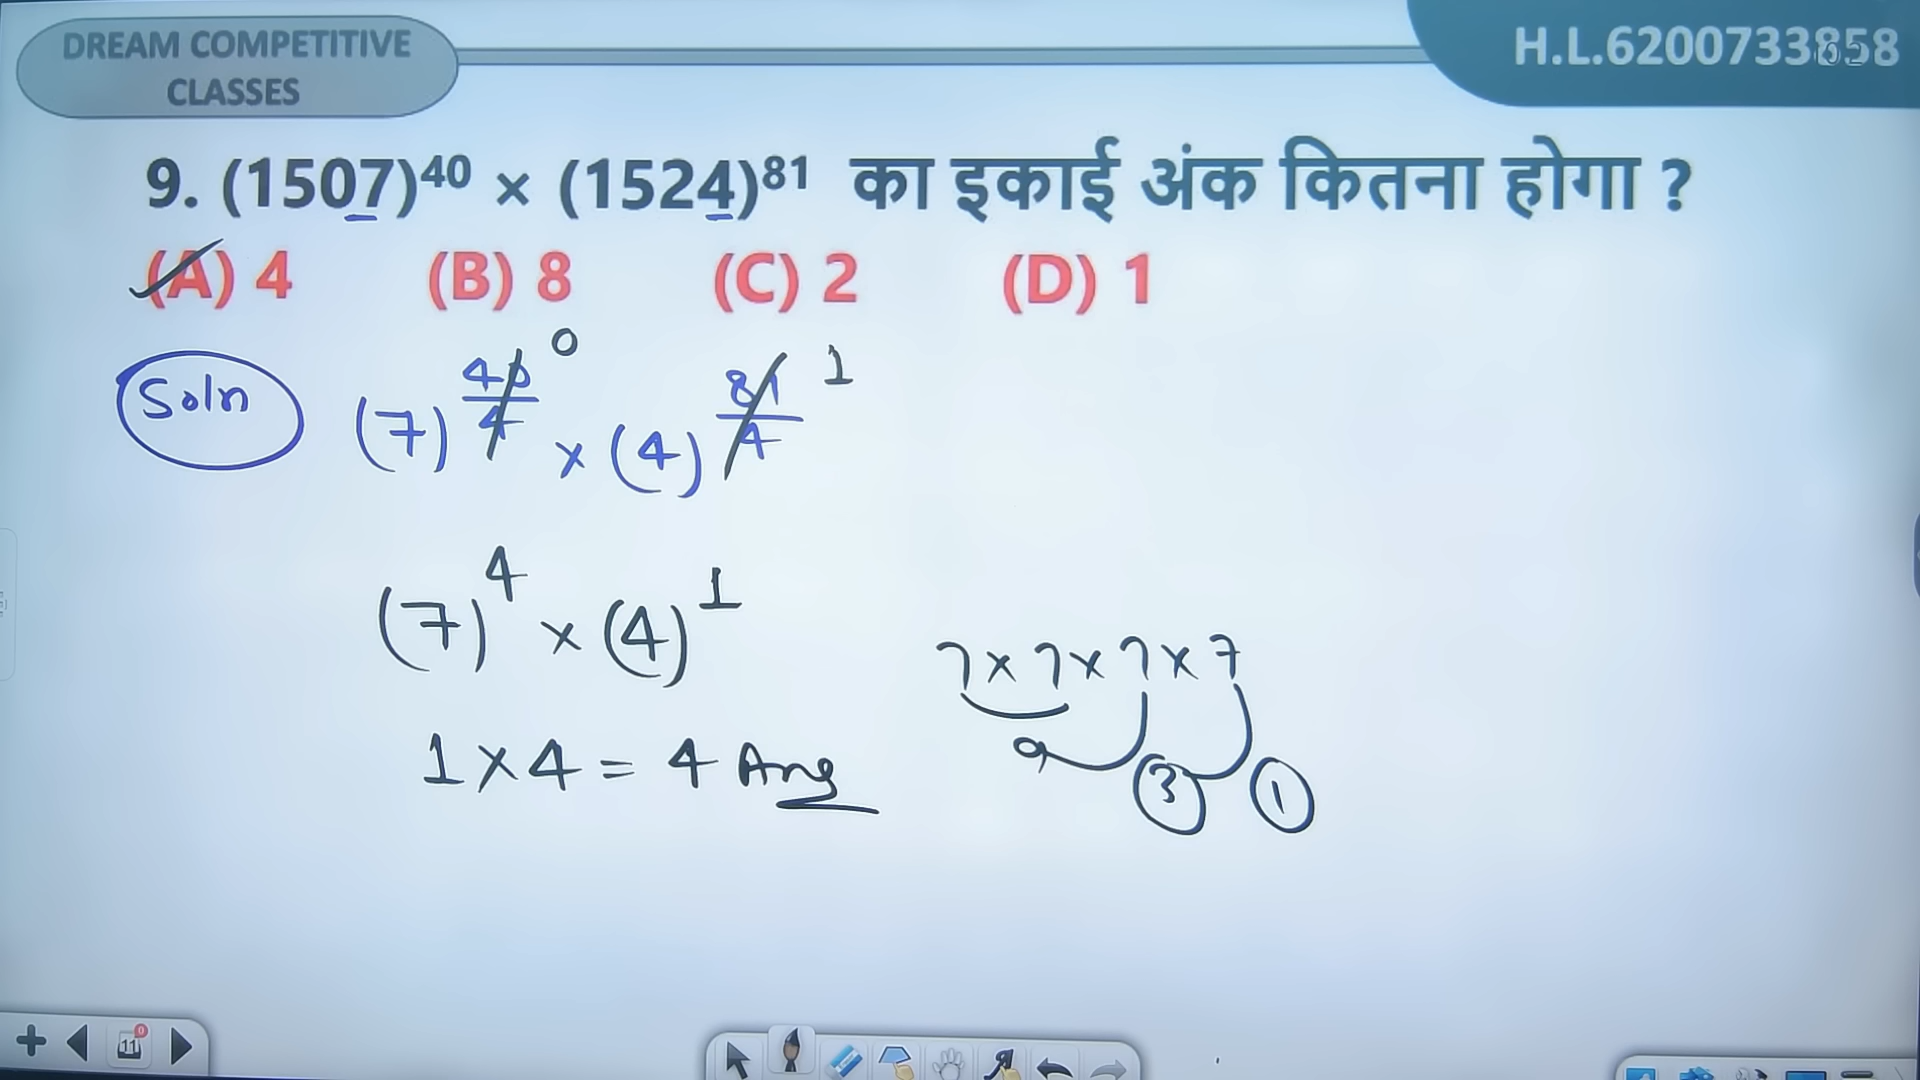 DREAM COMPETITIVE
CLASSES
H.L.6200733858
9. (1507)⁴⁰ × (1524)⁸¹ का इकाई अंक कितना होगा ?
(A) 4 (B) 8 (C) 2 (D) 1
Soln
(7)^(40/4) 0 × (4)^(81/4) 1
(7)⁴ × (4)¹
7 × 7 × 7 × 7
9 3 1
1 × 4 = 4 Ans
11